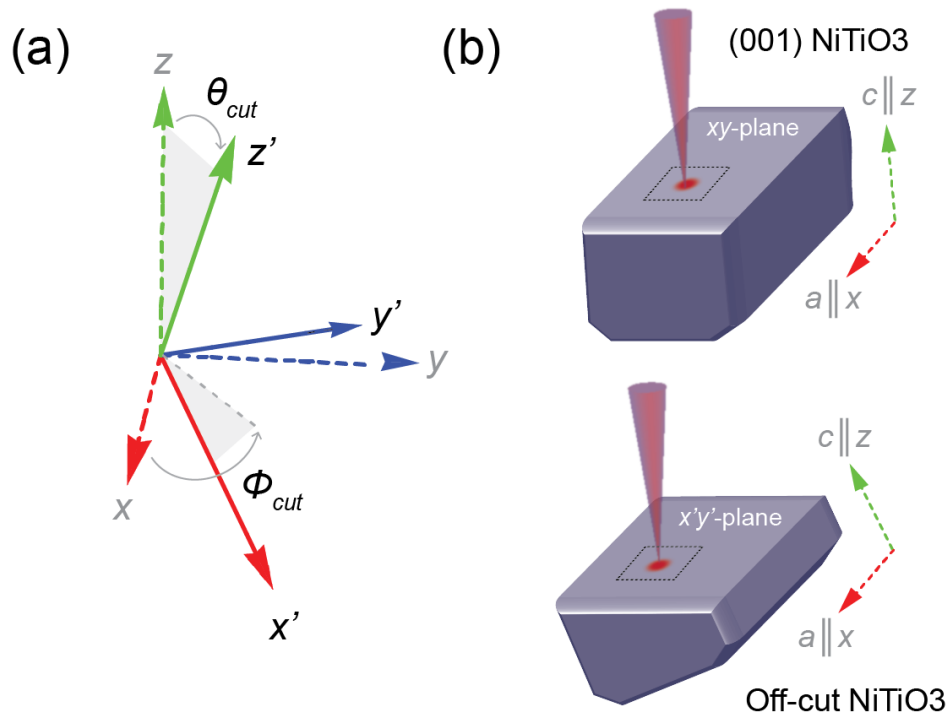 (a)
z
θcut
z'
y'
y
x
Φcut
x'
(b)
(001) NiTiO3
xy-plane
c∥z
a∥x
x'y'-plane
c∥z
a∥x
Off-cut NiTiO3